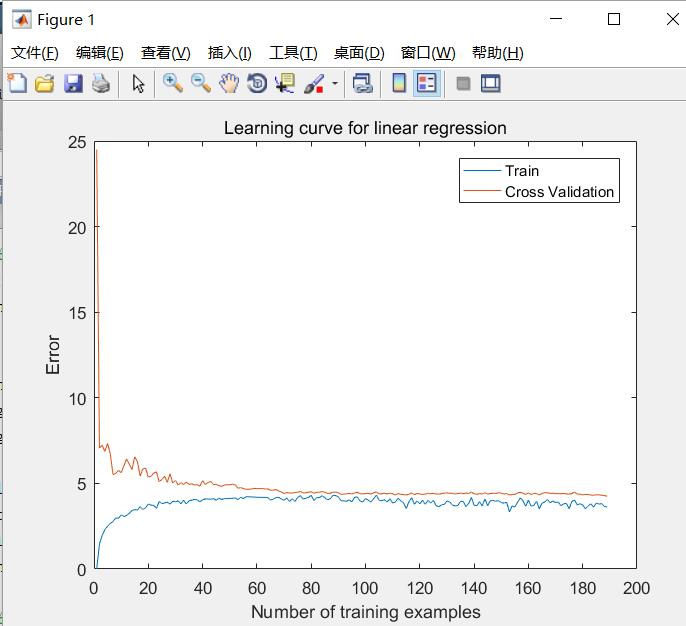 Figure 1
文件(F) 编辑(E) 查看(V) 插入(I) 工具(T) 桌面(D) 窗口(W) 帮助(H)
Learning curve for linear regression
25
20
15
10
5
0
Error
Train
Cross Validation
0 20 40 60 80 100 120 140 160 180 200
Number of training examples